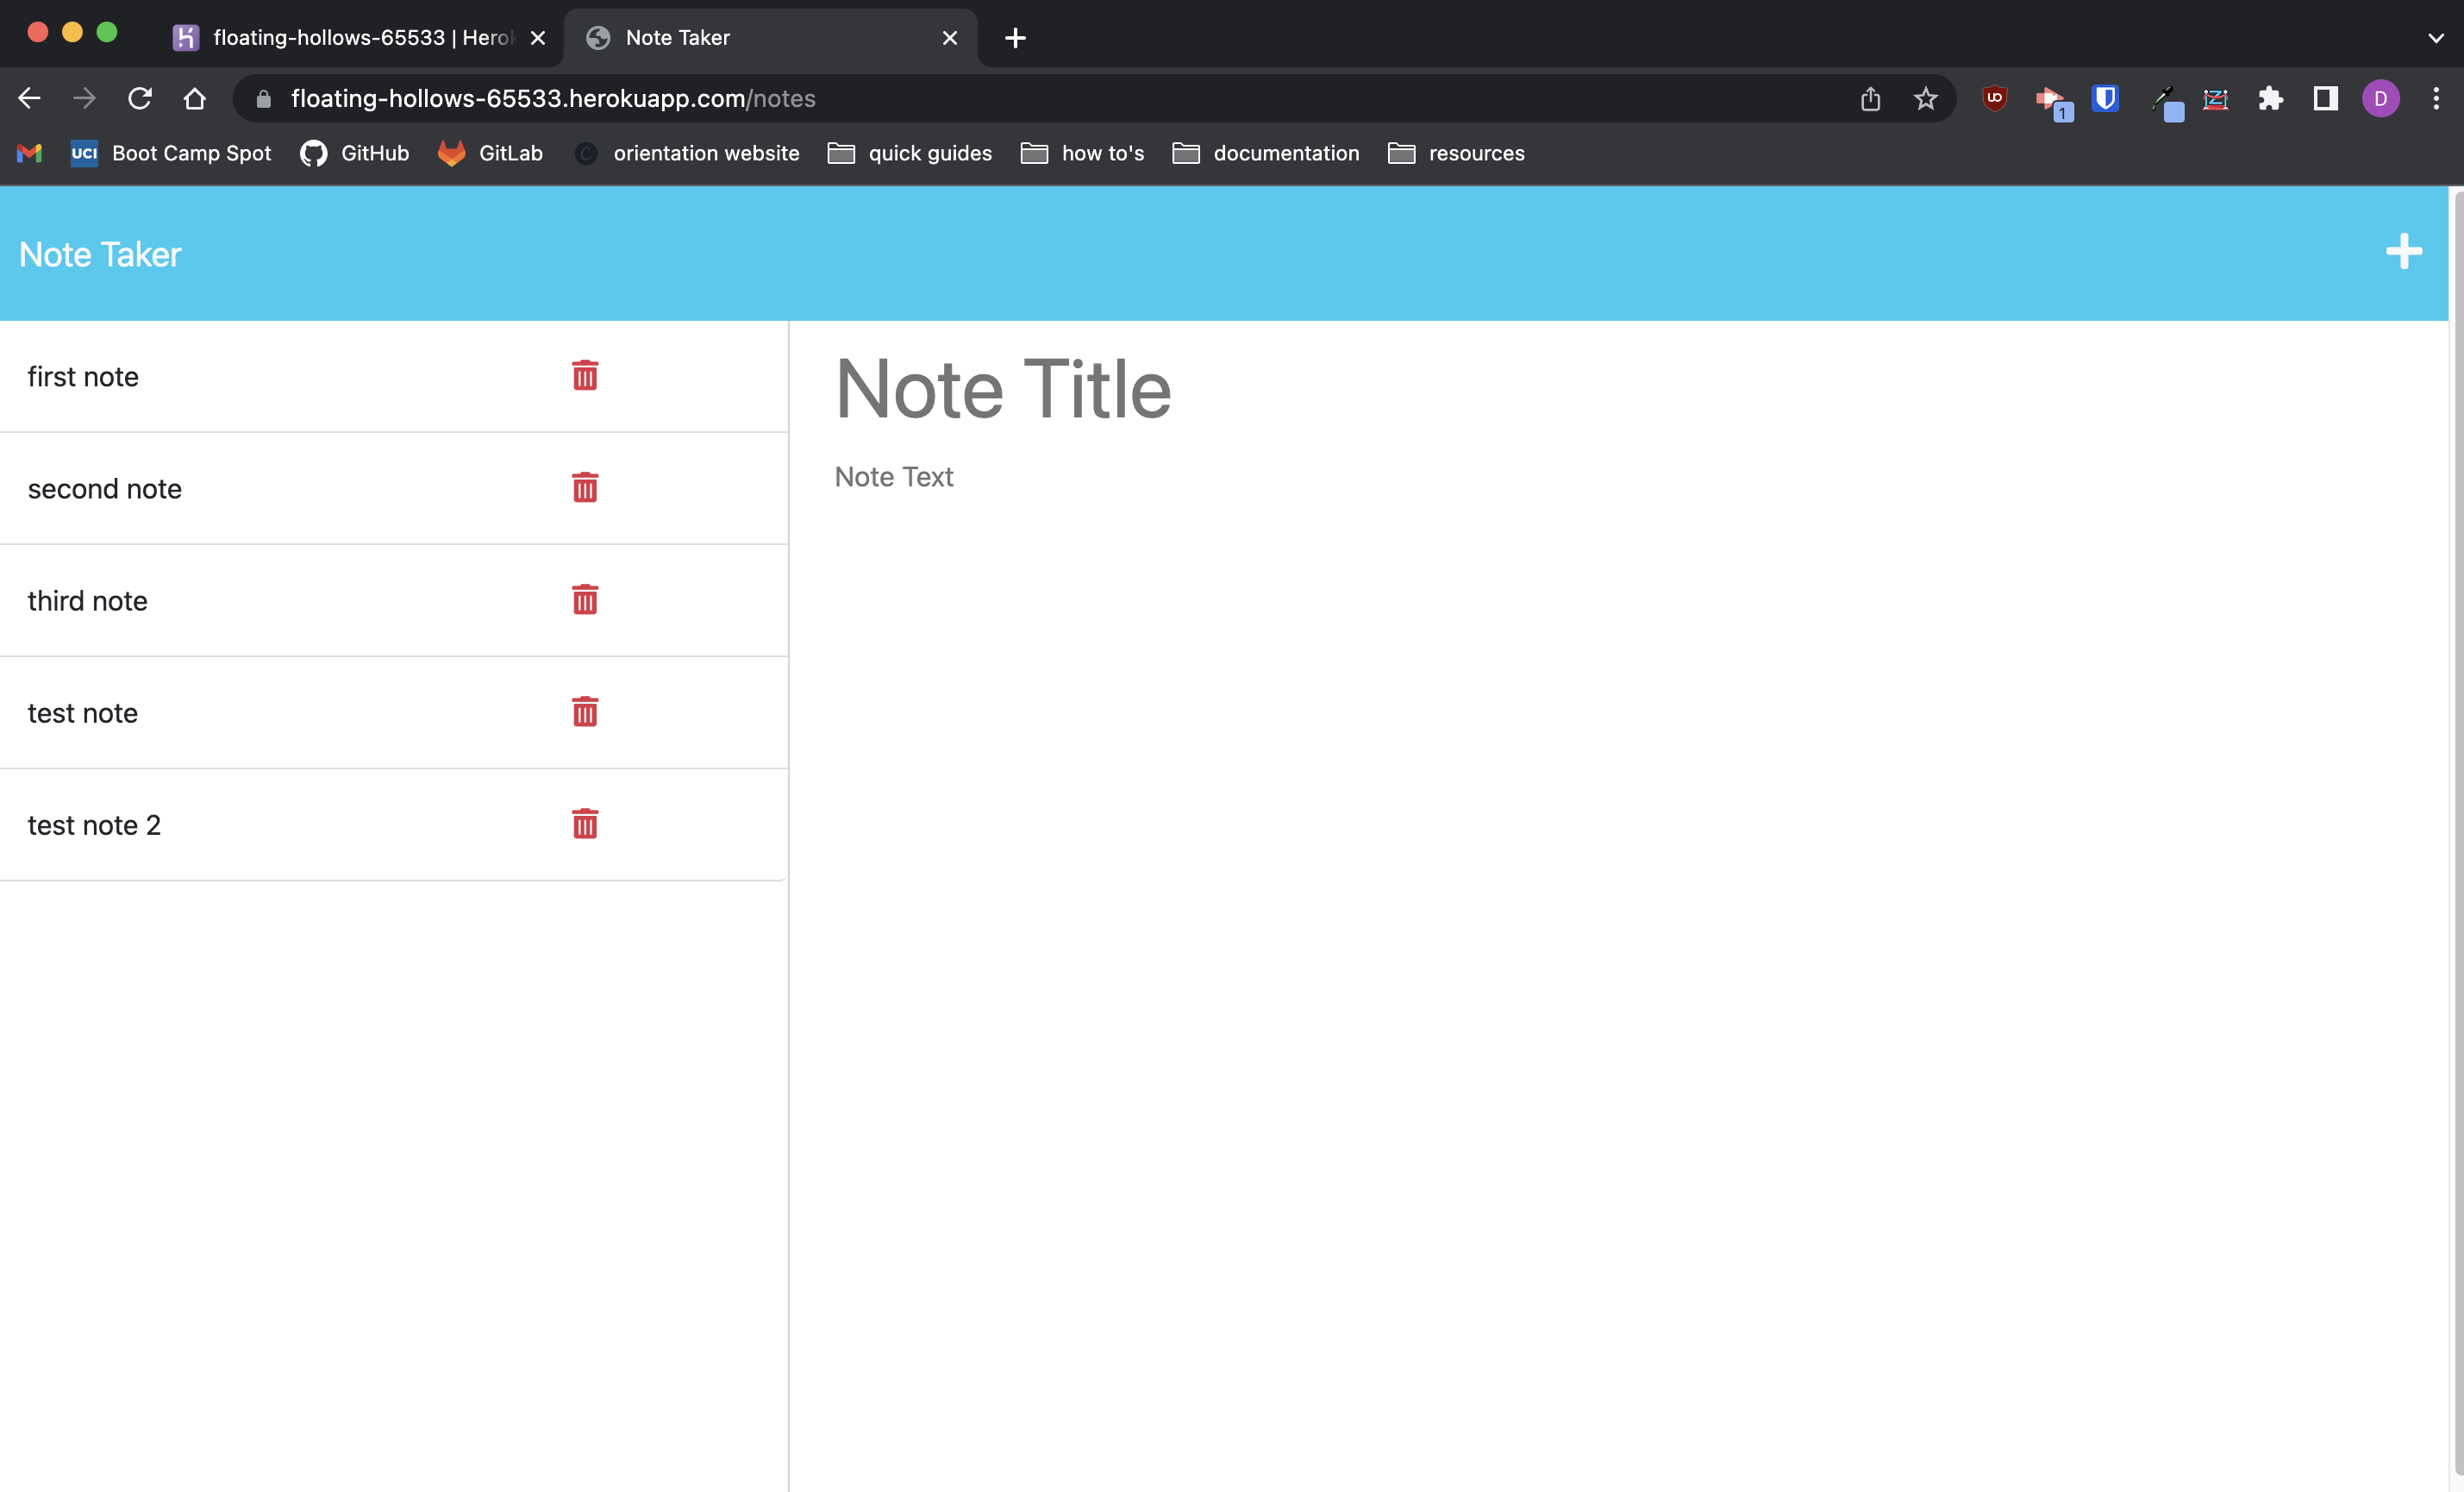 floating-hollows-65533 | Herok
Note Taker
floating-hollows-65533.herokuapp.com/notes
1
D
UCI Boot Camp Spot GitHub GitLab orientation website quick guides how to's documentation resources
Note Taker
first note
second note
third note
test note
test note 2
Note Title
Note Text